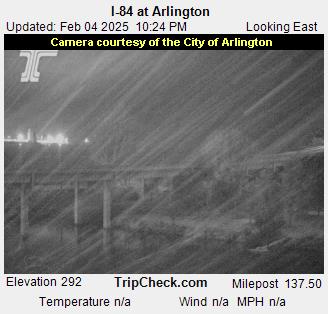 I-84 at Arlington
Updated: Feb 04 2025 10:24 PM Looking East
Camera courtesy of the City of Arlington
Elevation 292 TripCheck.com Milepost 137.50
Temperature n/a Wind n/a MPH n/a